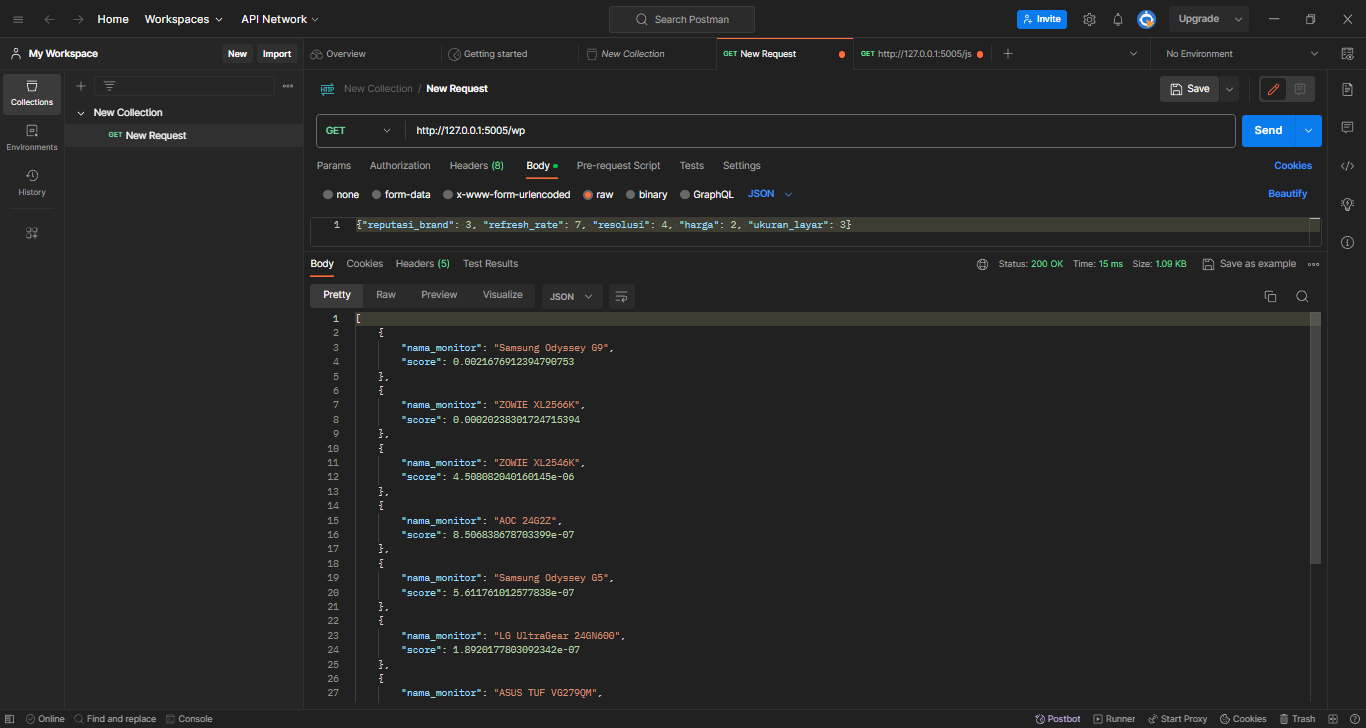 Home Workspaces API Network Search Postman Invite Upgrade
My Workspace New Import Overview Getting started New Collection GET New Request GET http://127.0.0.1:5005/js No Environment
Collections
Environments
History
New Collection
GET New Request
HTTP New Collection / New Request Save
GET http://127.0.0.1:5005/wp Send
Params Authorization Headers (8) Body Pre-request Script Tests Settings Cookies
none form-data x-www-form-urlencoded raw binary GraphQL JSON Beautify
1 {"reputasi_brand": 3, "refresh_rate": 7, "resolusi": 4, "harga": 2, "ukuran_layar": 3}
Body Cookies Headers (5) Test Results Status: 200 OK Time: 15 ms Size: 1.09 KB Save as example
Pretty Raw Preview Visualize JSON
1 [
2 {
3 "nama_monitor": "Samsung Odyssey G9",
4 "score": 0.0021676912394790753
5 },
6 {
7 "nama_monitor": "ZOWIE XL2566K",
8 "score": 0.00020238301724715394
9 },
10 {
11 "nama_monitor": "ZOWIE XL2546K",
12 "score": 4.508082040160145e-06
13 },
14 {
15 "nama_monitor": "AOC 24G2Z",
16 "score": 8.506838678703399e-07
17 },
18 {
19 "nama_monitor": "Samsung Odyssey G5",
20 "score": 5.611761012577838e-07
21 },
22 {
23 "nama_monitor": "LG UltraGear 24GN600",
24 "score": 1.8920177803092342e-07
25 },
26 {
27 "nama_monitor": "ASUS TUF VG279QM",
Online Find and replace Console Postbot Runner Start Proxy Cookies Trash